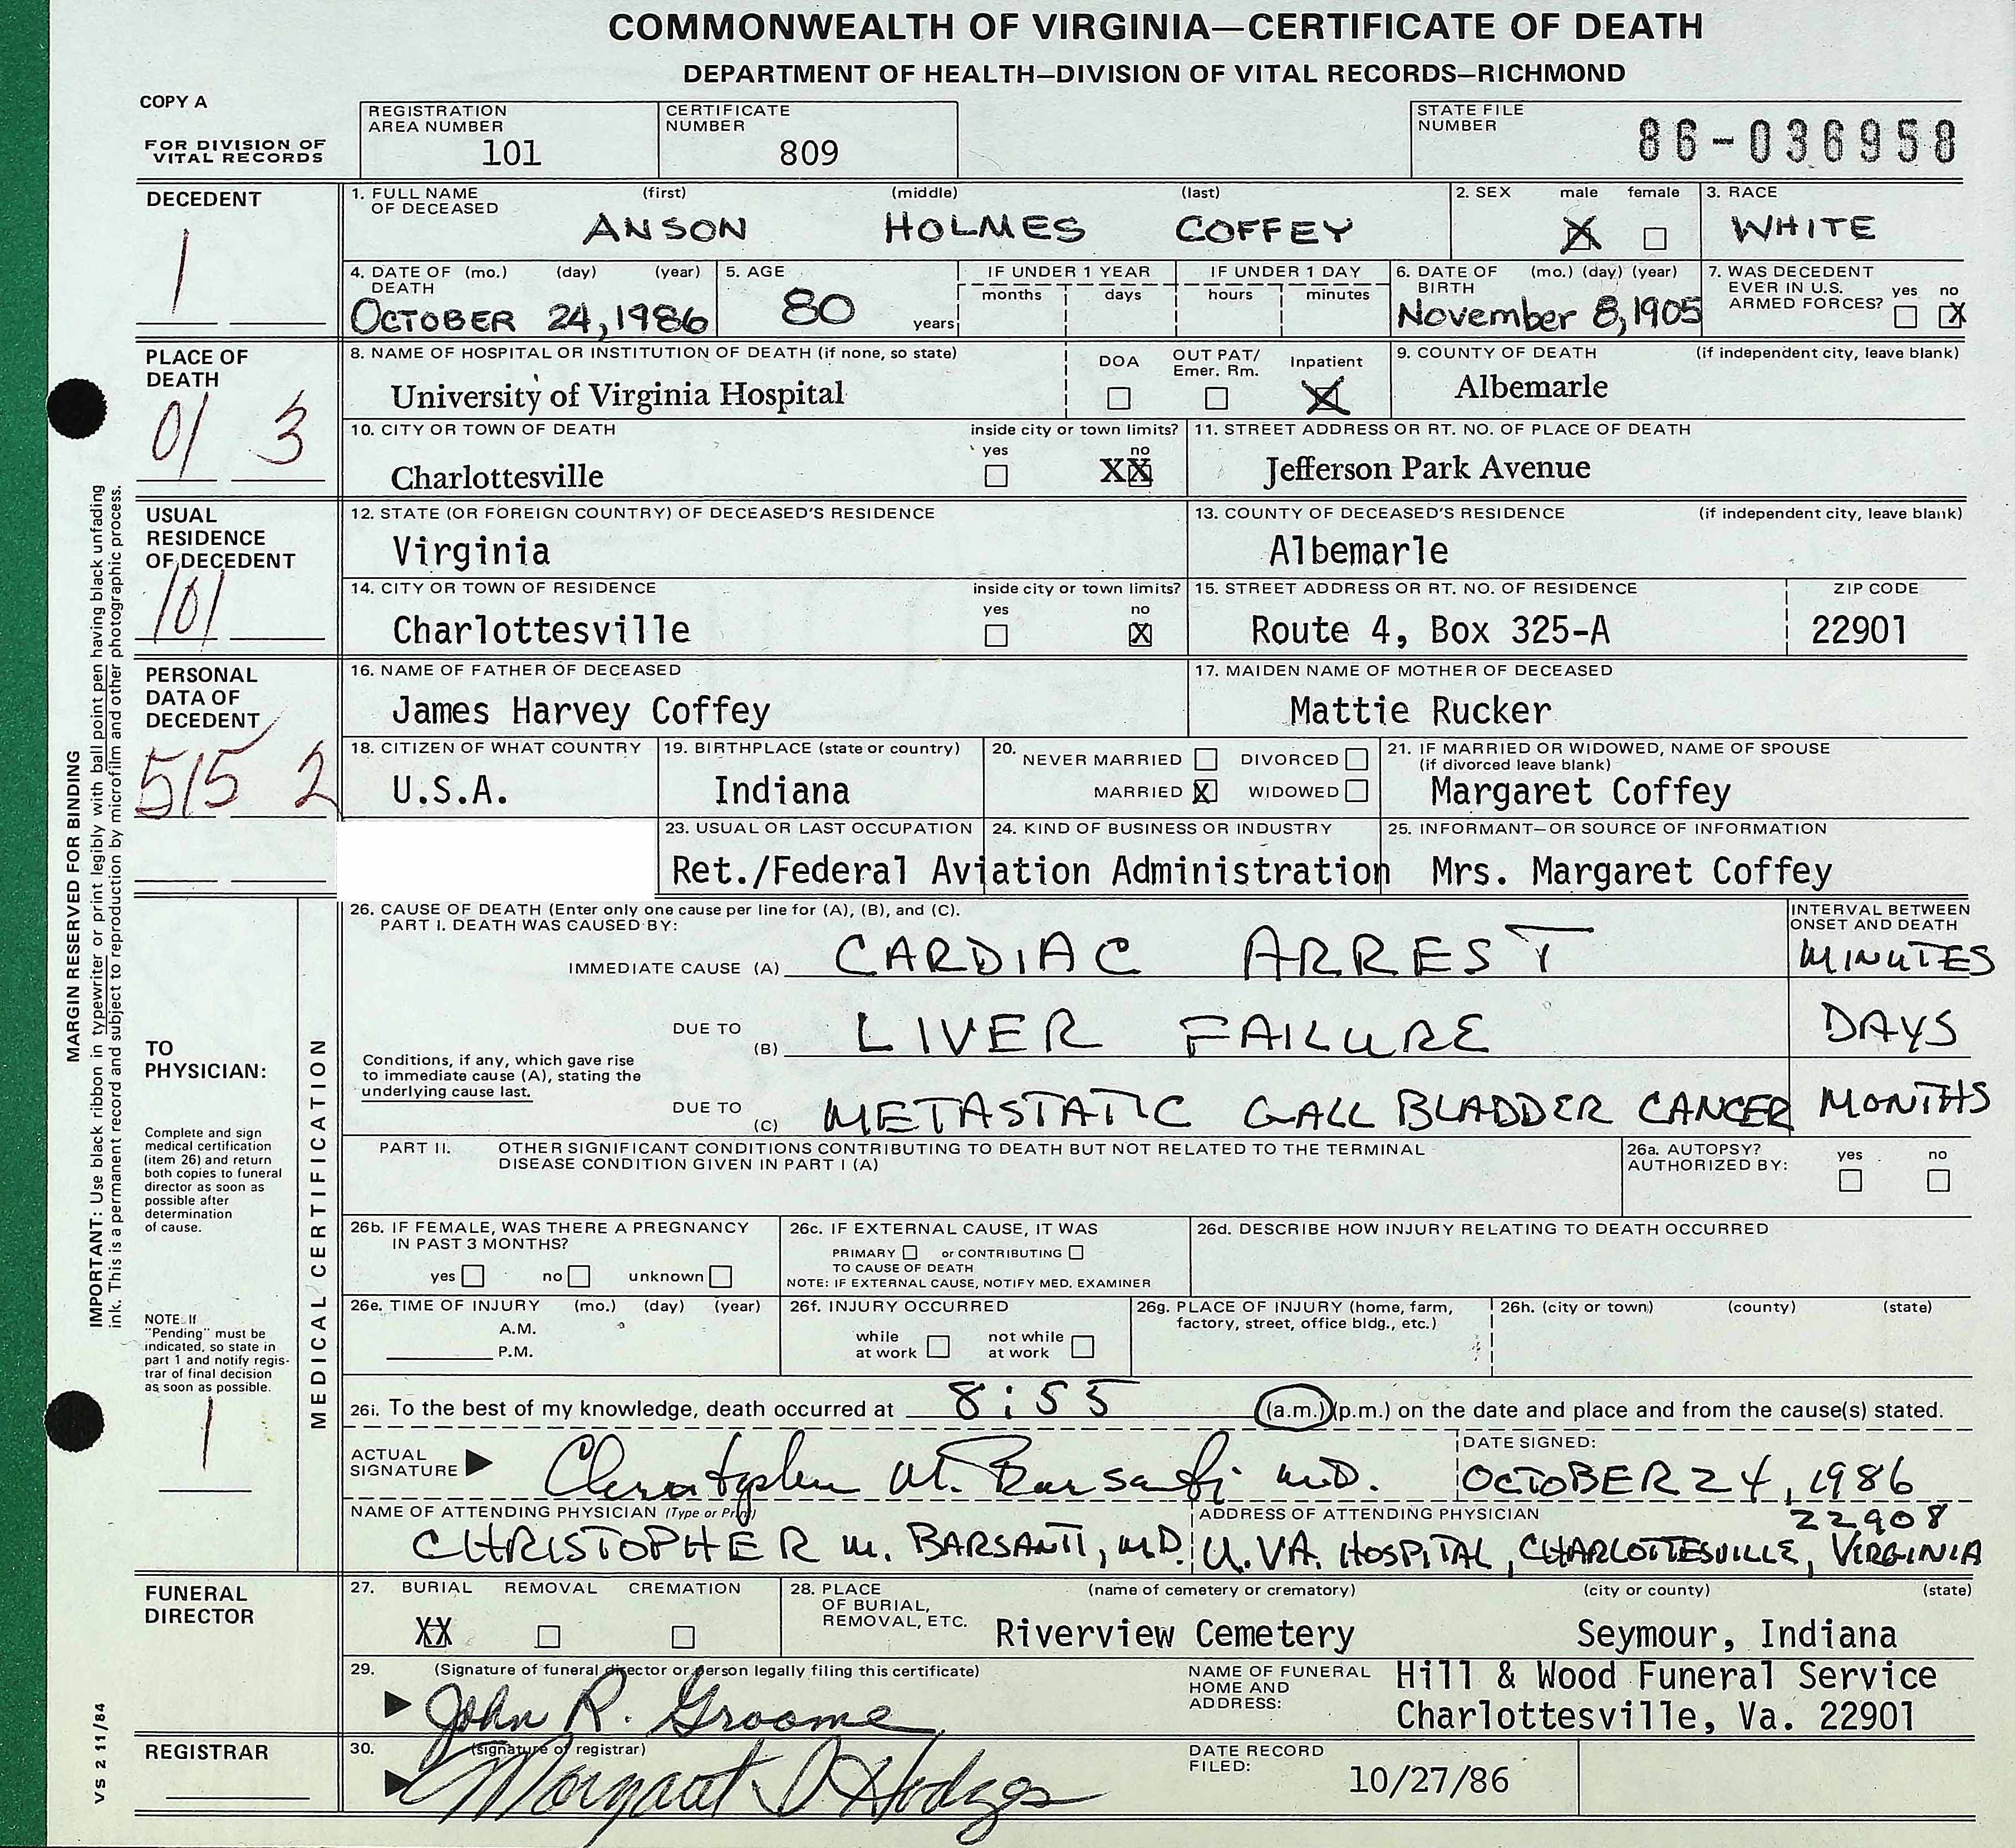 COMMONWEALTH OF VIRGINIA—CERTIFICATE OF DEATH
DEPARTMENT OF HEALTH—DIVISION OF VITAL RECORDS—RICHMOND
COPY A
FOR DIVISION OF
VITAL RECORDS
REGISTRATION
AREA NUMBER
101
CERTIFICATE
NUMBER
809
STATE FILE
NUMBER
86-036958
DECEDENT
1
1. FULL NAME (first) (middle) (last)
OF DECEASED
ANSON HOLMES COFFEY
2. SEX male female
X
3. RACE
WHITE
4. DATE OF (mo.) (day) (year)
DEATH
OCTOBER 24, 1986
5. AGE
80 years
IF UNDER 1 YEAR
months days
IF UNDER 1 DAY
hours minutes
6. DATE OF (mo.) (day) (year)
BIRTH
November 8, 1905
7. WAS DECEDENT
EVER IN U.S.
ARMED FORCES? yes no
X
PLACE OF
DEATH
01 3
8. NAME OF HOSPITAL OR INSTITUTION OF DEATH (if none, so state)
University of Virginia Hospital
DOA OUT PAT/
Emer. Rm. Inpatient
X
9. COUNTY OF DEATH (if independent city, leave blank)
Albemarle
10. CITY OR TOWN OF DEATH
Charlottesville
inside city or town limits?
yes no
XX
11. STREET ADDRESS OR RT. NO. OF PLACE OF DEATH
Jefferson Park Avenue
USUAL
RESIDENCE
OF DECEDENT
101
12. STATE (OR FOREIGN COUNTRY) OF DECEASED'S RESIDENCE
Virginia
13. COUNTY OF DECEASED'S RESIDENCE (if independent city, leave blank)
Albemarle
14. CITY OR TOWN OF RESIDENCE
Charlottesville
inside city or town limits?
yes no
X
15. STREET ADDRESS OR RT. NO. OF RESIDENCE
Route 4, Box 325-A
ZIP CODE
22901
PERSONAL
DATA OF
DECEDENT
515 2
16. NAME OF FATHER OF DECEASED
James Harvey Coffey
17. MAIDEN NAME OF MOTHER OF DECEASED
Mattie Rucker
18. CITIZEN OF WHAT COUNTRY
U.S.A.
19. BIRTHPLACE (state or country)
Indiana
20.
NEVER MARRIED DIVORCED
MARRIED X WIDOWED
21. IF MARRIED OR WIDOWED, NAME OF SPOUSE
(if divorced leave blank)
Margaret Coffey
23. USUAL OR LAST OCCUPATION
24. KIND OF BUSINESS OR INDUSTRY
Ret./Federal Aviation Administration
25. INFORMANT—OR SOURCE OF INFORMATION
Mrs. Margaret Coffey
MARGIN RESERVED FOR BINDING
IMPORTANT: Use black ribbon in typewriter or print legibly with ball point pen having black unfading
ink. This is a permanent record and subject to reproduction by microfilm and other photographic process.
TO
PHYSICIAN:
Complete and sign
medical certification
(item 26) and return
both copies to funeral
director as soon as
possible after
determination
of cause.
NOTE: If
"Pending" must be
indicated, so state in
part 1 and notify regis-
trar of final decision
as soon as possible.
1
MEDICAL CERTIFICATION
26. CAUSE OF DEATH (Enter only one cause per line for (A), (B), and (C).
PART I. DEATH WAS CAUSED BY:
INTERVAL BETWEEN
ONSET AND DEATH
IMMEDIATE CAUSE (A) CARDIAC ARREST MINUTES
DUE TO
(B) LIVER FAILURE DAYS
Conditions, if any, which gave rise
to immediate cause (A), stating the
underlying cause last.
DUE TO
(C) METASTATIC GALL BLADDER CANCER MONTHS
PART II. OTHER SIGNIFICANT CONDITIONS CONTRIBUTING TO DEATH BUT NOT RELATED TO THE TERMINAL
DISEASE CONDITION GIVEN IN PART I (A)
26a. AUTOPSY?
AUTHORIZED BY: yes no
26b. IF FEMALE, WAS THERE A PREGNANCY
IN PAST 3 MONTHS?
yes no unknown
26c. IF EXTERNAL CAUSE, IT WAS
PRIMARY or CONTRIBUTING
TO CAUSE OF DEATH
NOTE: IF EXTERNAL CAUSE, NOTIFY MED. EXAMINER
26d. DESCRIBE HOW INJURY RELATING TO DEATH OCCURRED
26e. TIME OF INJURY (mo.) (day) (year)
A.M.
P.M.
26f. INJURY OCCURRED
while
at work
not while
at work
26g. PLACE OF INJURY (home, farm,
factory, street, office bldg., etc.)
26h. (city or town) (county) (state)
26i. To the best of my knowledge, death occurred at 8:55 (a.m.) (p.m.) on the date and place and from the cause(s) stated.
ACTUAL
SIGNATURE Christopher M. Barsanti M.D.
DATE SIGNED:
OCTOBER 24, 1986
NAME OF ATTENDING PHYSICIAN (Type or Print)
CHRISTOPHER M. BARSANTI, M.D.
ADDRESS OF ATTENDING PHYSICIAN
22908
U.VA. HOSPITAL, CHARLOTTESVILLE, VIRGINIA
FUNERAL
DIRECTOR
27. BURIAL REMOVAL CREMATION
XX
28. PLACE
OF BURIAL,
REMOVAL, ETC.
(name of cemetery or crematory) (city or county) (state)
Riverview Cemetery Seymour, Indiana
29. (Signature of funeral director or person legally filing this certificate)
John R. Groome
NAME OF FUNERAL
HOME AND
ADDRESS:
Hill & Wood Funeral Service
Charlottesville, Va. 22901
REGISTRAR
30. (signature of registrar)
Margaret D Hodges
DATE RECORD
FILED:
10/27/86
VS 2 11/84